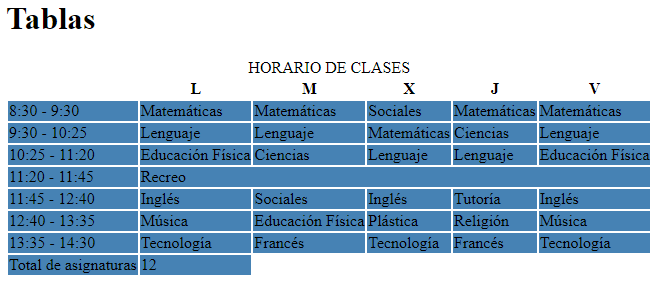 Tablas
HORARIO DE CLASES
L M X J V
8:30 - 9:30 Matemáticas Matemáticas Sociales Matemáticas Matemáticas
9:30 - 10:25 Lenguaje Lenguaje Matemáticas Ciencias Lenguaje
10:25 - 11:20 Educación Física Ciencias Lenguaje Lenguaje Educación Física
11:20 - 11:45 Recreo
11:45 - 12:40 Inglés Sociales Inglés Tutoría Inglés
12:40 - 13:35 Música Educación Física Plástica Religión Música
13:35 - 14:30 Tecnología Francés Tecnología Francés Tecnología
Total de asignaturas 12